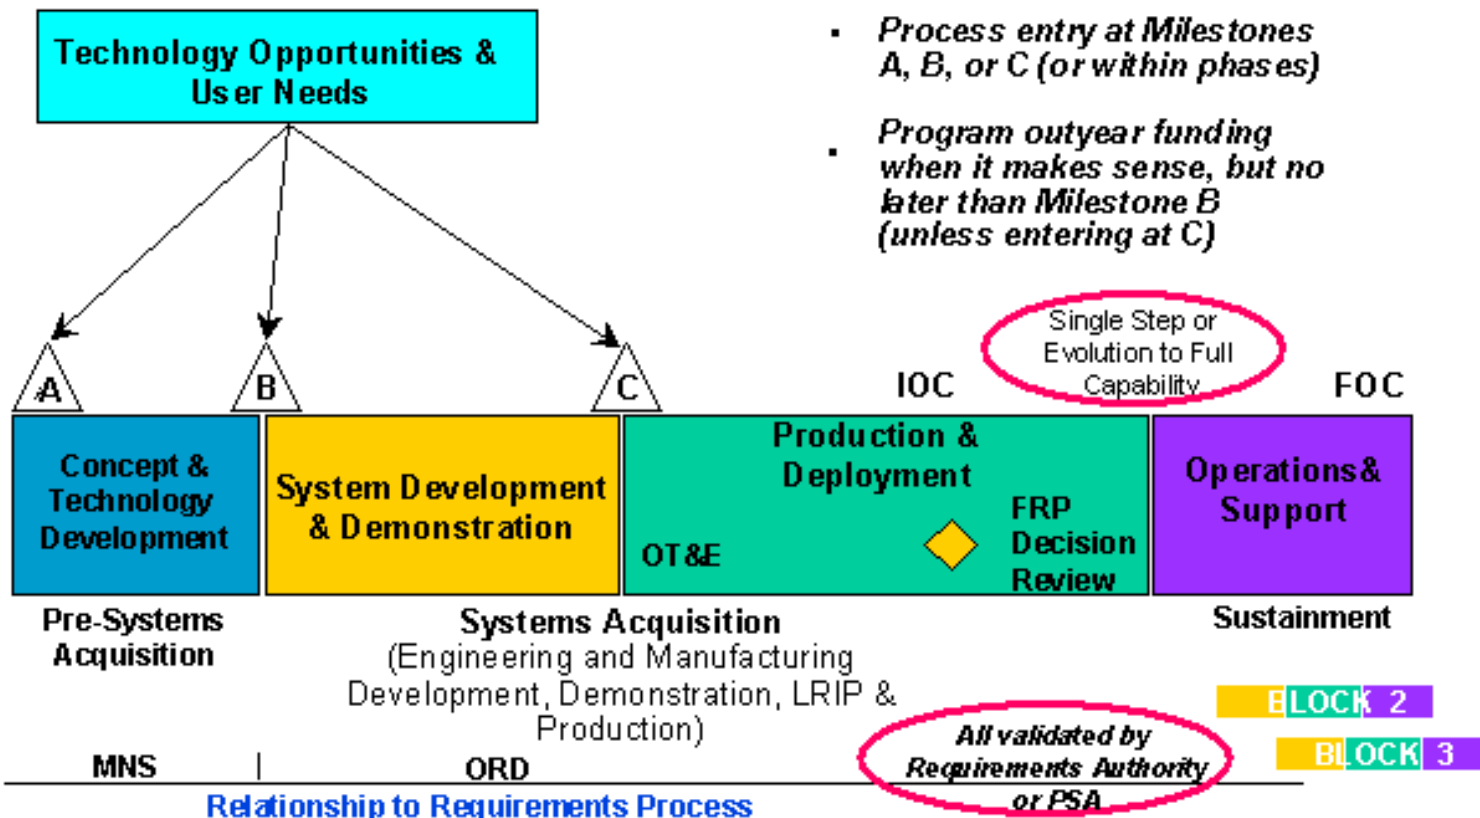 Technology Opportunities &
User Needs
▪ Process entry at Milestones
A, B, or C (or within phases)
▪ Program outyear funding
when it makes sense, but no
later than Milestone B
(unless entering at C)
Single Step or
Evolution to Full
Capability
A
B
C
IOC
FOC
Concept &
Technology
Development
System Development
& Demonstration
Production &
Deployment
OT&E
FRP
Decision
Review
Operations &
Support
Pre-Systems
Acquisition
Systems Acquisition
(Engineering and Manufacturing
Development, Demonstration, LRIP &
Production)
Sustainment
BLOCK 2
BLOCK 3
MNS
ORD
All validated by
Requirements Authority
or PSA
Relationship to Requirements Process